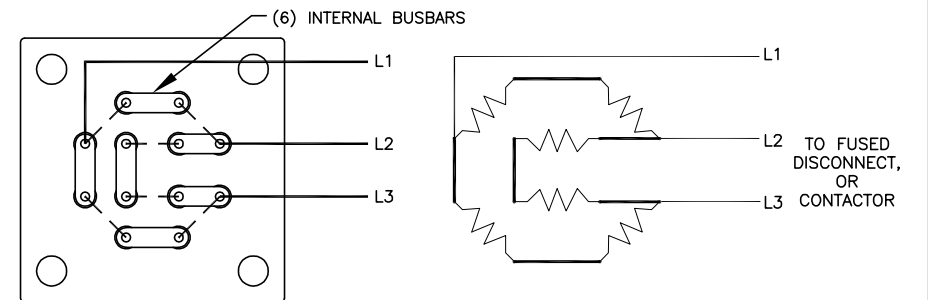 (6) INTERNAL BUSBARS
L1
L2
L3
L1
L2
L3
TO FUSED
DISCONNECT,
OR
CONTACTOR